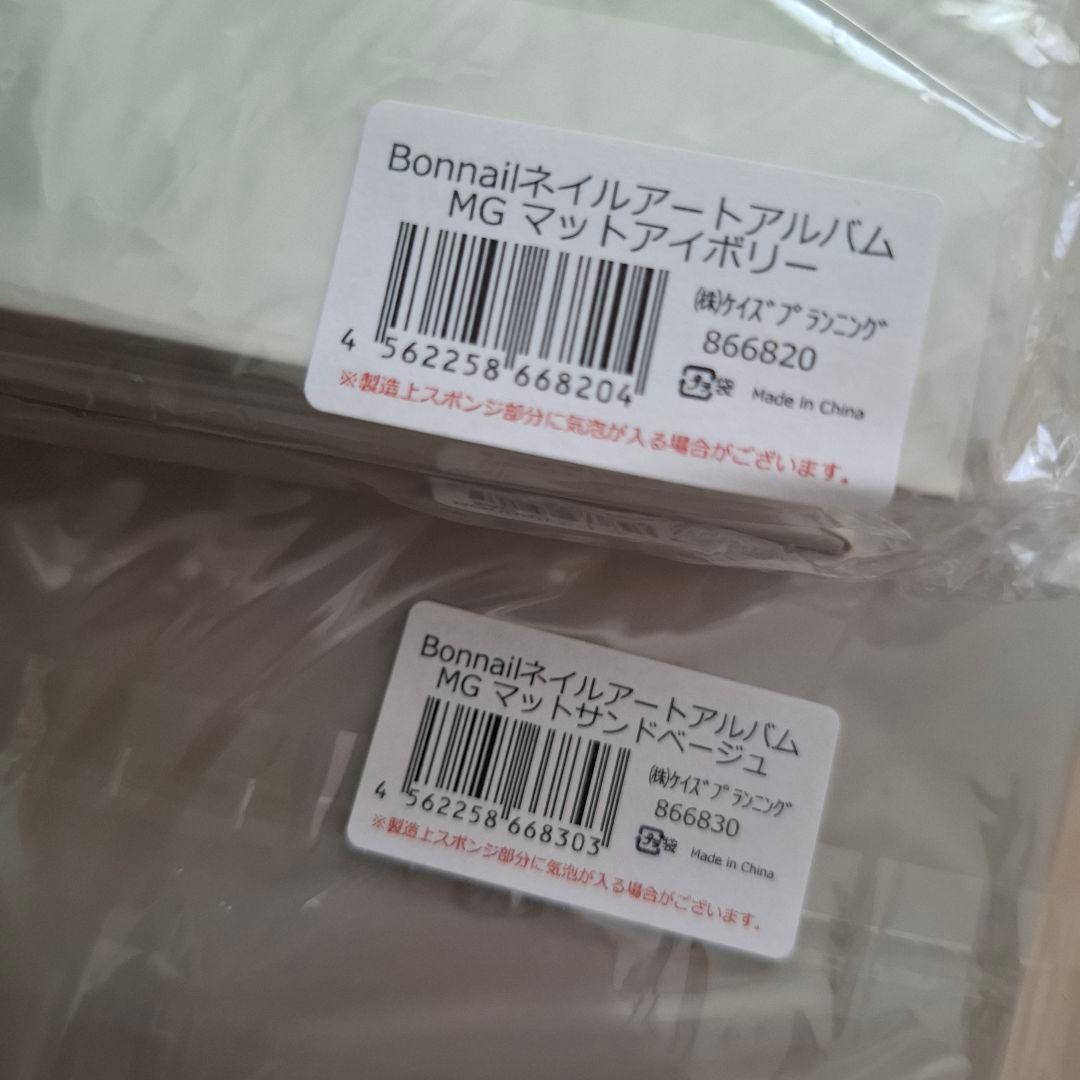 Bonnailネイルアートアルバム
MG マットアイボリー
4 562258 668204
㈱ケイズプランニング
866820
プラ 袋 Made in China
※製造上スポンジ部分に気泡が入る場合がございます。
Bonnailネイルアートアルバム
MG マットサンドベージュ
4 562258 668303
㈱ケイズプランニング
866830
プラ 袋 Made in China
※製造上スポンジ部分に気泡が入る場合がございます。